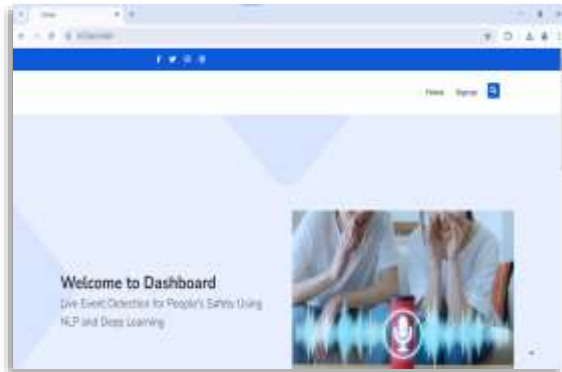 Home Signup
Welcome to Dashboard
Live Event Detection for People's Safety Using
NLP and Deep Learning